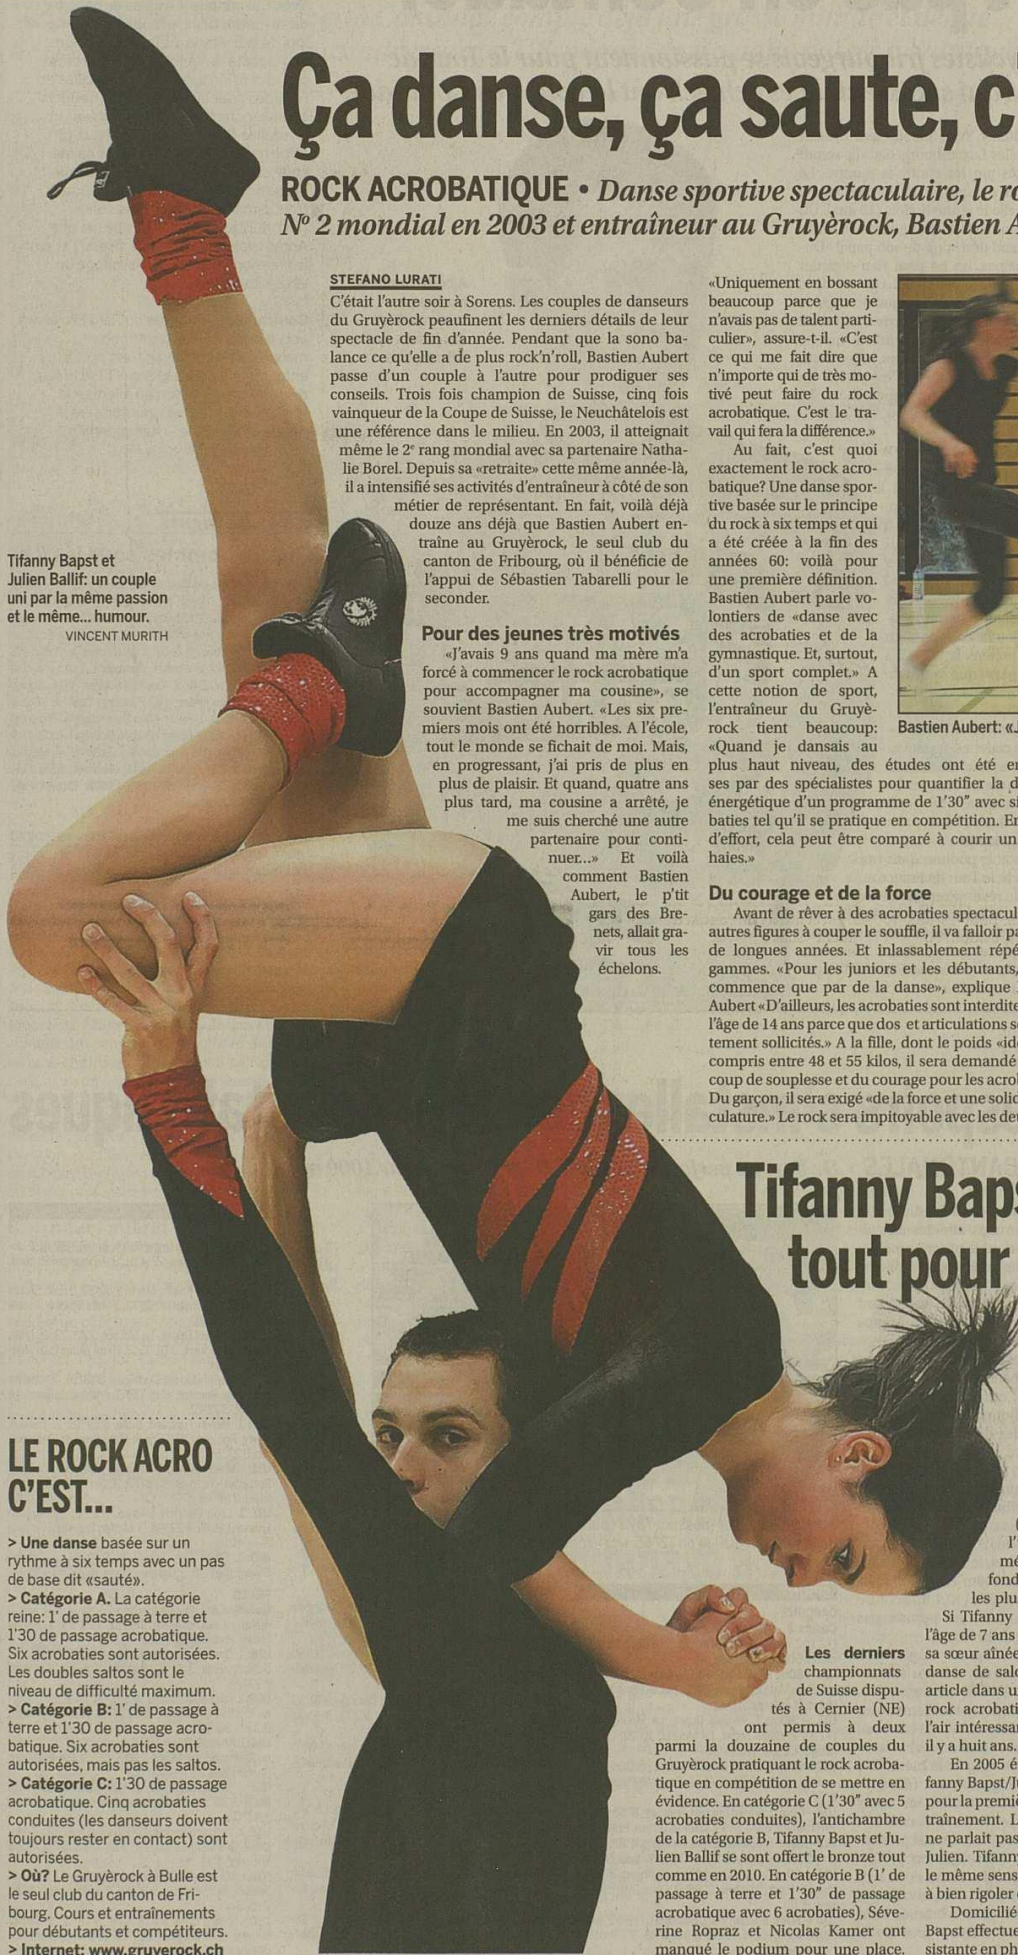 Ça danse, ça saute, c
ROCK ACROBATIQUE • Danse sportive spectaculaire, le ro
Nº 2 mondial en 2003 et entraîneur au Gruyèrock, Bastien A
STEFANO LURATI
C'était l'autre soir à Sorens. Les couples de danseurs
du Gruyèrock peaufinent les derniers détails de leur
spectacle de fin d'année. Pendant que la sono ba-
lance ce qu'elle a de plus rock'n'roll, Bastien Aubert
passe d'un couple à l'autre pour prodiguer ses
conseils. Trois fois champion de Suisse, cinq fois
vainqueur de la Coupe de Suisse, le Neuchâtelois est
une référence dans le milieu. En 2003, il atteignait
même le 2e rang mondial avec sa partenaire Natha-
lie Borel. Depuis sa «retraite» cette même année-là,
il a intensifié ses activités d'entraîneur à côté de son
métier de représentant. En fait, voilà déjà
douze ans déjà que Bastien Aubert en-
traîne au Gruyèrock, le seul club du
canton de Fribourg, où il bénéficie de
l'appui de Sébastien Tabarelli pour le
seconder.
Pour des jeunes très motivés
«J'avais 9 ans quand ma mère m'a
forcé à commencer le rock acrobatique
pour accompagner ma cousine», se
souvient Bastien Aubert. «Les six pre-
miers mois ont été horribles. A l'école,
tout le monde se fichait de moi. Mais,
en progressant, j'ai pris de plus en
plus de plaisir. Et quand, quatre ans
plus tard, ma cousine a arrêté, je
me suis cherché une autre
partenaire pour conti-
nuer...» Et voilà
comment Bastien
Aubert, le p'tit
gars des Bre-
nets, allait gra-
vir tous les
échelons.
«Uniquement en bossant
beaucoup parce que je
n'avais pas de talent parti-
culier», assure-t-il. «C'est
ce qui me fait dire que
n'importe qui de très mo-
tivé peut faire du rock
acrobatique. C'est le tra-
vail qui fera la différence.»
Au fait, c'est quoi
exactement le rock acro-
batique? Une danse spor-
tive basée sur le principe
du rock à six temps et qui
a été créée à la fin des
années 60: voilà pour
une première définition.
Bastien Aubert parle vo-
lontiers de «danse avec
des acrobaties et de la
gymnastique. Et, surtout,
d'un sport complet.» A
cette notion de sport,
l'entraîneur du Gruyè-
rock tient beaucoup:
«Quand je dansais au
plus haut niveau, des études ont été en
ses par des spécialistes pour quantifier la d
énergétique d'un programme de 1'30" avec si
baties tel qu'il se pratique en compétition. En
d'effort, cela peut être comparé à courir un
haies.»
Bastien Aubert: «J
Du courage et de la force
Avant de rêver à des acrobaties spectacul
autres figures à couper le souffle, il va falloir pa
de longues années. Et inlassablement répé
gammes. «Pour les juniors et les débutants,
commence que par de la danse», explique
Aubert «D'ailleurs, les acrobaties sont interdite
l'âge de 14 ans parce que dos et articulations s
tement sollicités.» A la fille, dont le poids «idé
compris entre 48 et 55 kilos, il sera demandé
coup de souplesse et du courage pour les acrob
Du garçon, il sera exigé «de la force et une solid
culature.» Le rock sera impitoyable avec les de
Tifanny Bapst et
Julien Ballif: un couple
uni par la même passion
et le même... humour.
VINCENT MURITH
Tifanny Baps
tout pour
LE ROCK ACRO
C'EST...
> Une danse basée sur un
rythme à six temps avec un pas
de base dit «sauté».
> Catégorie A. La catégorie
reine: 1' de passage à terre et
1'30 de passage acrobatique.
Six acrobaties sont autorisées.
Les doubles saltos sont le
niveau de difficulté maximum.
> Catégorie B: 1' de passage à
terre et 1'30 de passage acro-
batique. Six acrobaties sont
autorisées, mais pas les saltos.
> Catégorie C: 1'30 de passage
acrobatique. Cinq acrobaties
conduites (les danseurs doivent
toujours rester en contact) sont
autorisées.
> Où? Le Gruyèrock à Bulle est
le seul club du canton de Fri-
bourg. Cours et entraînements
pour débutants et compétiteurs.
> Internet: www.gruyerock.ch
Les derniers
championnats
de Suisse dispu-
tés à Cernier (NE)
ont permis à deux
parmi la douzaine de couples du
Gruyèrock pratiquant le rock acroba-
tique en compétition de se mettre en
évidence. En catégorie C (1'30" avec 5
acrobaties conduites), l'antichambre
de la catégorie B, Tifanny Bapst et Ju-
lien Ballif se sont offert le bronze tout
comme en 2010. En catégorie B (1' de
passage à terre et 1'30" de passage
acrobatique avec 6 acrobaties), Séve-
rine Ropraz et Nicolas Kamer ont
manqué le podium pour une place.
l'
mé
fond
les plu
Si Tifanny
l'âge de 7 ans
sa sœur aînée
danse de salo
article dans u
rock acrobati
l'air intéressa
il y a huit ans.
En 2005 é
fanny Bapst/Ju
pour la premiè
traînement. L
ne parlait pas
Julien. Tifann
le même sens
à bien rigoler
Domicilié
Bapst effectue
sistante en ph